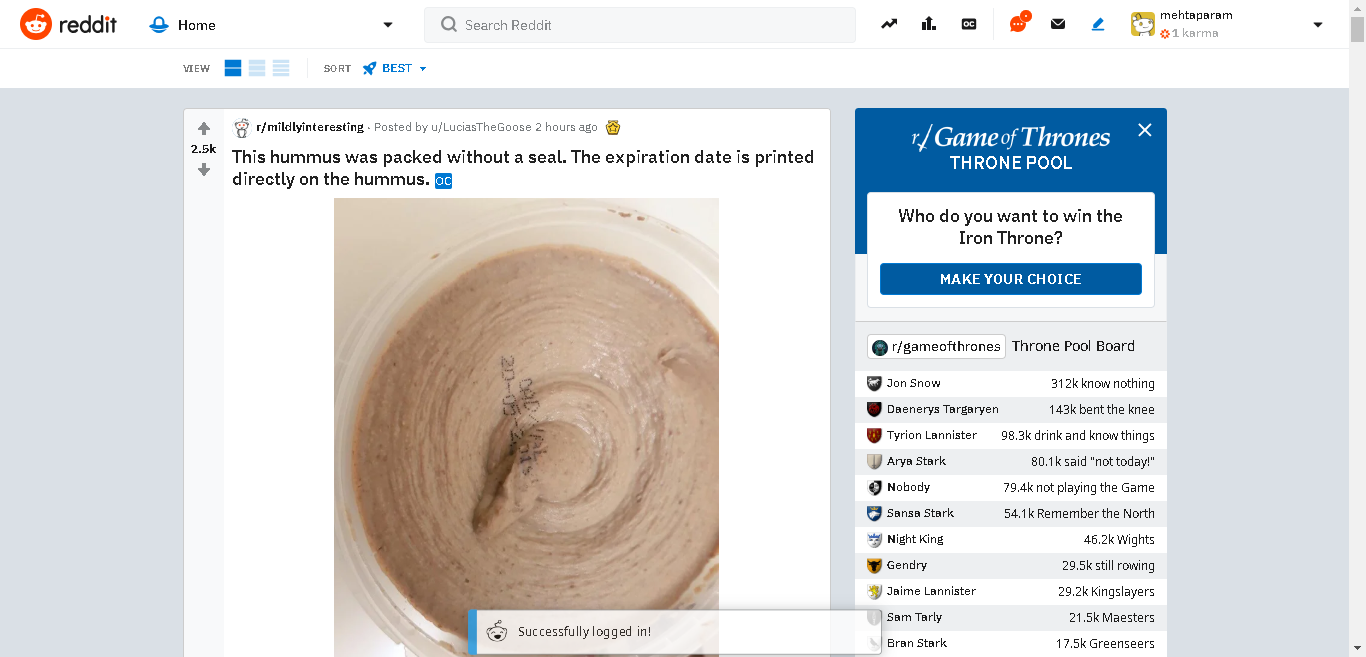 reddit
Home
Search Reddit
OC
mehtaparam
1 karma
VIEW
SORT
BEST
2.5k
r/mildlyinteresting · Posted by u/LuciasTheGoose 2 hours ago
This hummus was packed without a seal. The expiration date is printed
directly on the hummus. OC
r/Game of Thrones
THRONE POOL
Who do you want to win the
Iron Throne?
MAKE YOUR CHOICE
r/gameofthrones Throne Pool Board
Jon Snow 312k know nothing
Daenerys Targaryen 143k bent the knee
Tyrion Lannister 98.3k drink and know things
Arya Stark 80.1k said "not today!"
Nobody 79.4k not playing the Game
Sansa Stark 54.1k Remember the North
Night King 46.2k Wights
Gendry 29.5k still rowing
Jaime Lannister 29.2k Kingslayers
Sam Tarly 21.5k Maesters
Bran Stark 17.5k Greenseers
Successfully logged in!